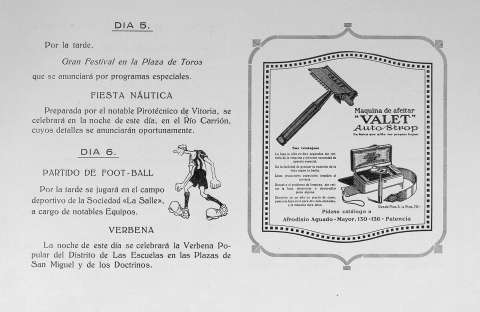 DIA 5.
Por la tarde.
Gran Festival en la Plaza de Toros
que se anunciará por programas especiales.
FIESTA NÁUTICA
Preparada por el notable Pirotécnico de Vitoria, se
celebrará en la noche de este día, en el Río Carrión,
cuyos detalles se anunciarán oportunamente.
DIA 6.
PARTIDO DE FOOT-BALL
Por la tarde se jugará en el campo
deportivo de la Sociedad «La Salle»,
a cargo de notables Equipos.
VERBENA
La noche de este día se celebrará la Verbena Po-
pular del Distrito de Las Escuelas en las Plazas de
San Miguel y de los Doctrinos.
Maquina de afeitar
"VALET"
Auto Strop
Sus ventajas
Pídase catálogo a
Afrodisio Aguado-Mayor, 130-136 - Palencia